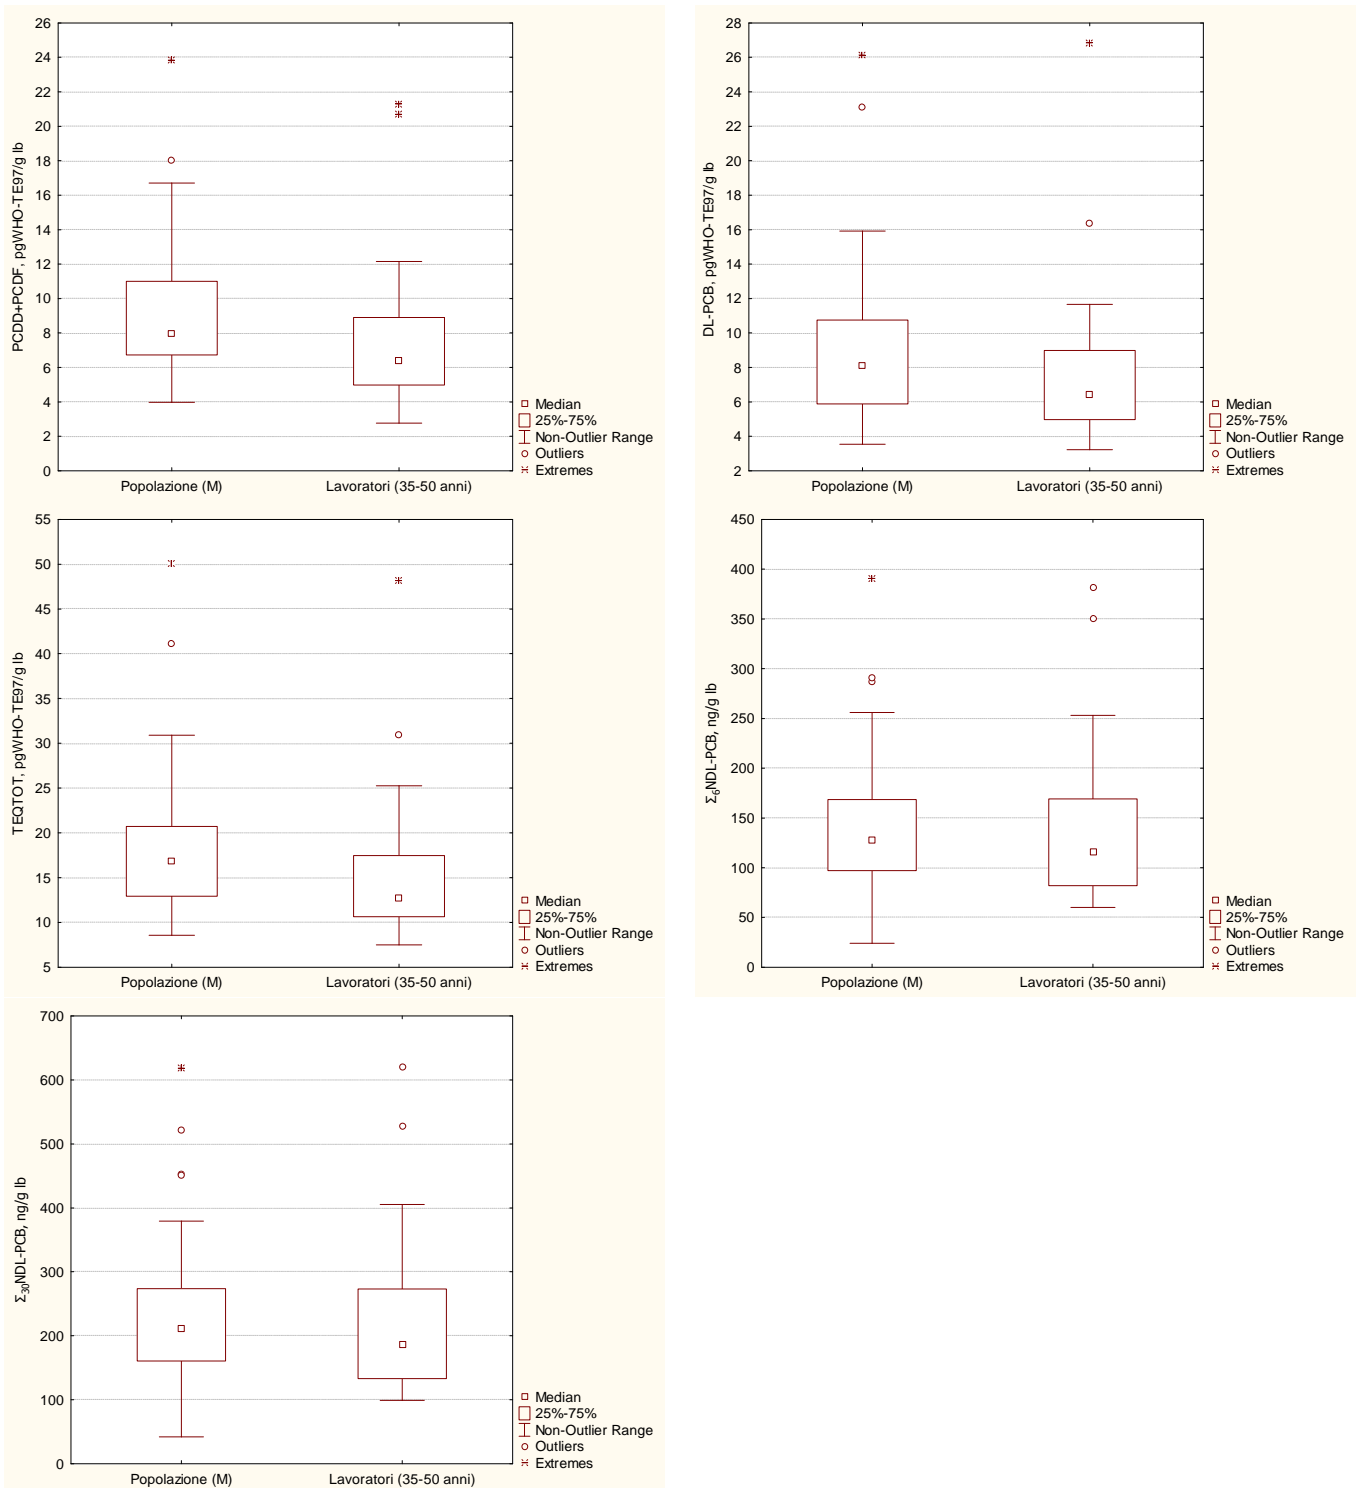 PCDD+PCDF, pgWHO-TE97/g lb
26
24
22
20
18
16
14
12
10
8
6
4
2
0
Popolazione (M) Lavoratori (35-50 anni)
Median
25%-75%
Non-Outlier Range
Outliers
Extremes
DL-PCB, pgWHO-TE97/g lb
28
26
24
22
20
18
16
14
12
10
8
6
4
2
Popolazione (M) Lavoratori (35-50 anni)
Median
25%-75%
Non-Outlier Range
Outliers
Extremes
TEQTOT, pgWHO-TE97/g lb
55
50
45
40
35
30
25
20
15
10
5
Popolazione (M) Lavoratori (35-50 anni)
Median
25%-75%
Non-Outlier Range
Outliers
Extremes
Σ6NDL-PCB, ng/g lb
450
400
350
300
250
200
150
100
50
0
Popolazione (M) Lavoratori (35-50 anni)
Median
25%-75%
Non-Outlier Range
Outliers
Extremes
Σ30NDL-PCB, ng/g lb
700
600
500
400
300
200
100
0
Popolazione (M) Lavoratori (35-50 anni)
Median
25%-75%
Non-Outlier Range
Outliers
Extremes